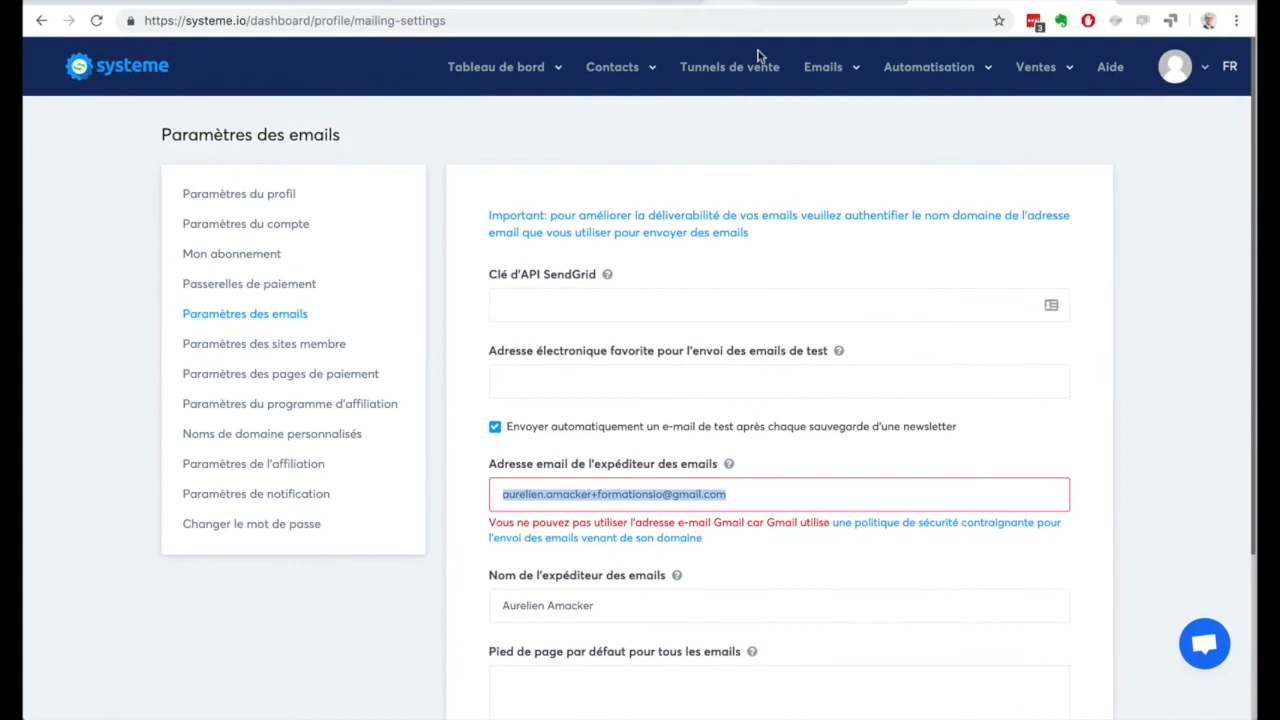 https://systeme.io/dashboard/profile/mailing-settings
3
systeme
Tableau de bord
Contacts
Tunnels de vente
Emails
Automatisation
Ventes
Aide
FR
Paramètres des emails
Paramètres du profil
Paramètres du compte
Mon abonnement
Passerelles de paiement
Paramètres des emails
Paramètres des sites membre
Paramètres des pages de paiement
Paramètres du programme d'affiliation
Noms de domaine personnalisés
Paramètres de l'affiliation
Paramètres de notification
Changer le mot de passe
Important: pour améliorer la déliverabilité de vos emails veuillez authentifier le nom domaine de l'adresse
email que vous utiliser pour envoyer des emails
Clé d'API SendGrid
Adresse électronique favorite pour l'envoi des emails de test
Envoyer automatiquement un e-mail de test après chaque sauvegarde d'une newsletter
Adresse email de l'expéditeur des emails
aurelien.amacker+formationsio@gmail.com
Vous ne pouvez pas utiliser l'adresse e-mail Gmail car Gmail utilise une politique de sécurité contraignante pour
l'envoi des emails venant de son domaine
Nom de l'expéditeur des emails
Aurelien Amacker
Pied de page par défaut pour tous les emails